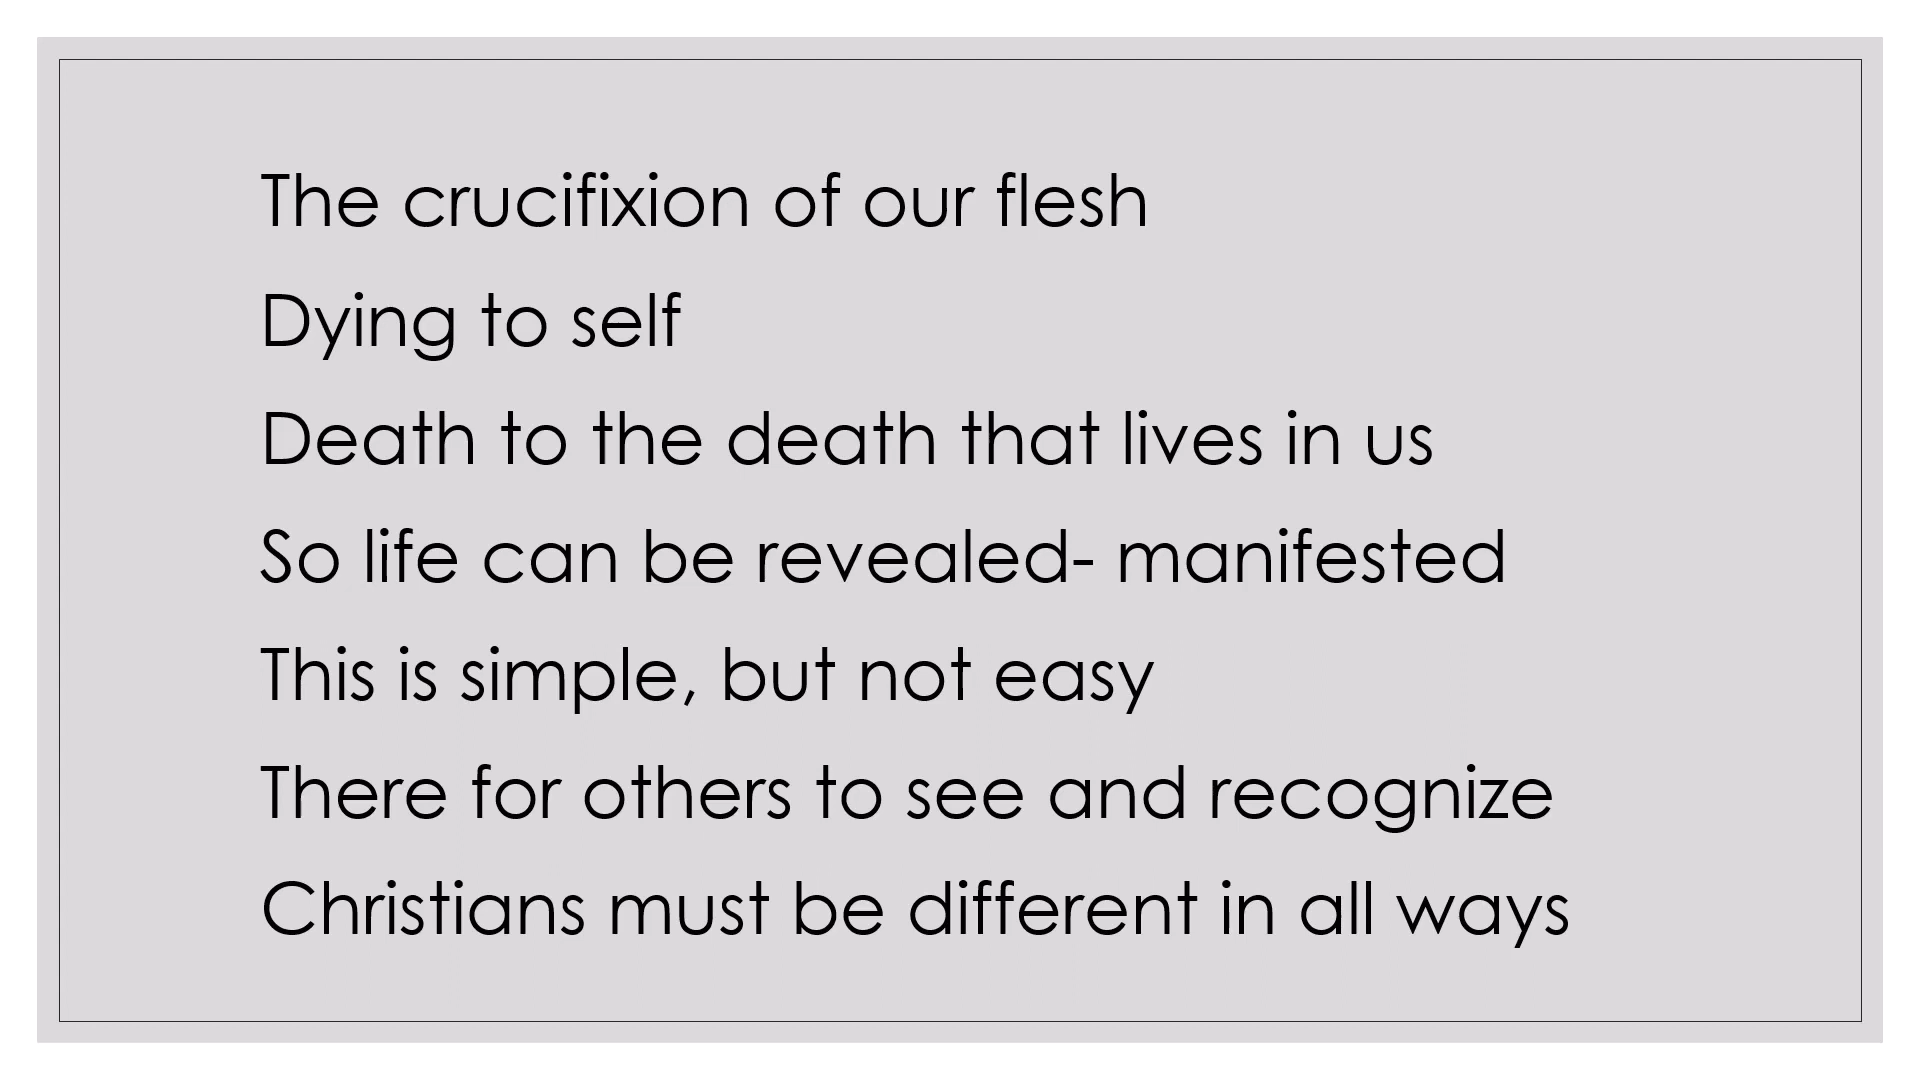 The crucifixion of our flesh
Dying to self
Death to the death that lives in us
So life can be revealed- manifested
This is simple, but not easy
There for others to see and recognize
Christians must be different in all ways